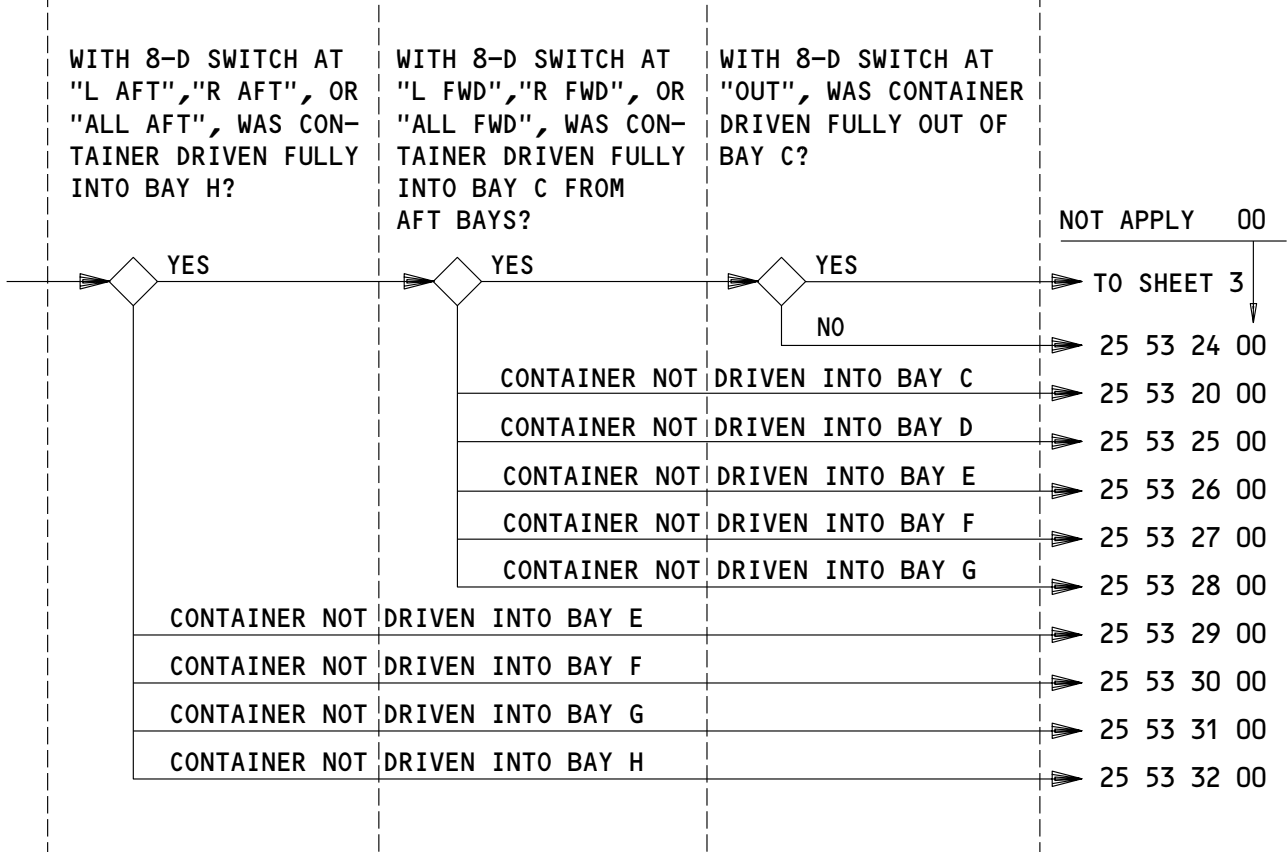 WITH 8-D SWITCH AT
"L AFT","R AFT", OR
"ALL AFT", WAS CON-
TAINER DRIVEN FULLY
INTO BAY H?
WITH 8-D SWITCH AT
"L FWD","R FWD", OR
"ALL FWD", WAS CON-
TAINER DRIVEN FULLY
INTO BAY C FROM
AFT BAYS?
WITH 8-D SWITCH AT
"OUT", WAS CONTAINER
DRIVEN FULLY OUT OF
BAY C?
NOT APPLY 00
YES
YES
YES
TO SHEET 3
NO
25 53 24 00
CONTAINER NOT DRIVEN INTO BAY C
25 53 20 00
CONTAINER NOT DRIVEN INTO BAY D
25 53 25 00
CONTAINER NOT DRIVEN INTO BAY E
25 53 26 00
CONTAINER NOT DRIVEN INTO BAY F
25 53 27 00
CONTAINER NOT DRIVEN INTO BAY G
25 53 28 00
CONTAINER NOT DRIVEN INTO BAY E
25 53 29 00
CONTAINER NOT DRIVEN INTO BAY F
25 53 30 00
CONTAINER NOT DRIVEN INTO BAY G
25 53 31 00
CONTAINER NOT DRIVEN INTO BAY H
25 53 32 00